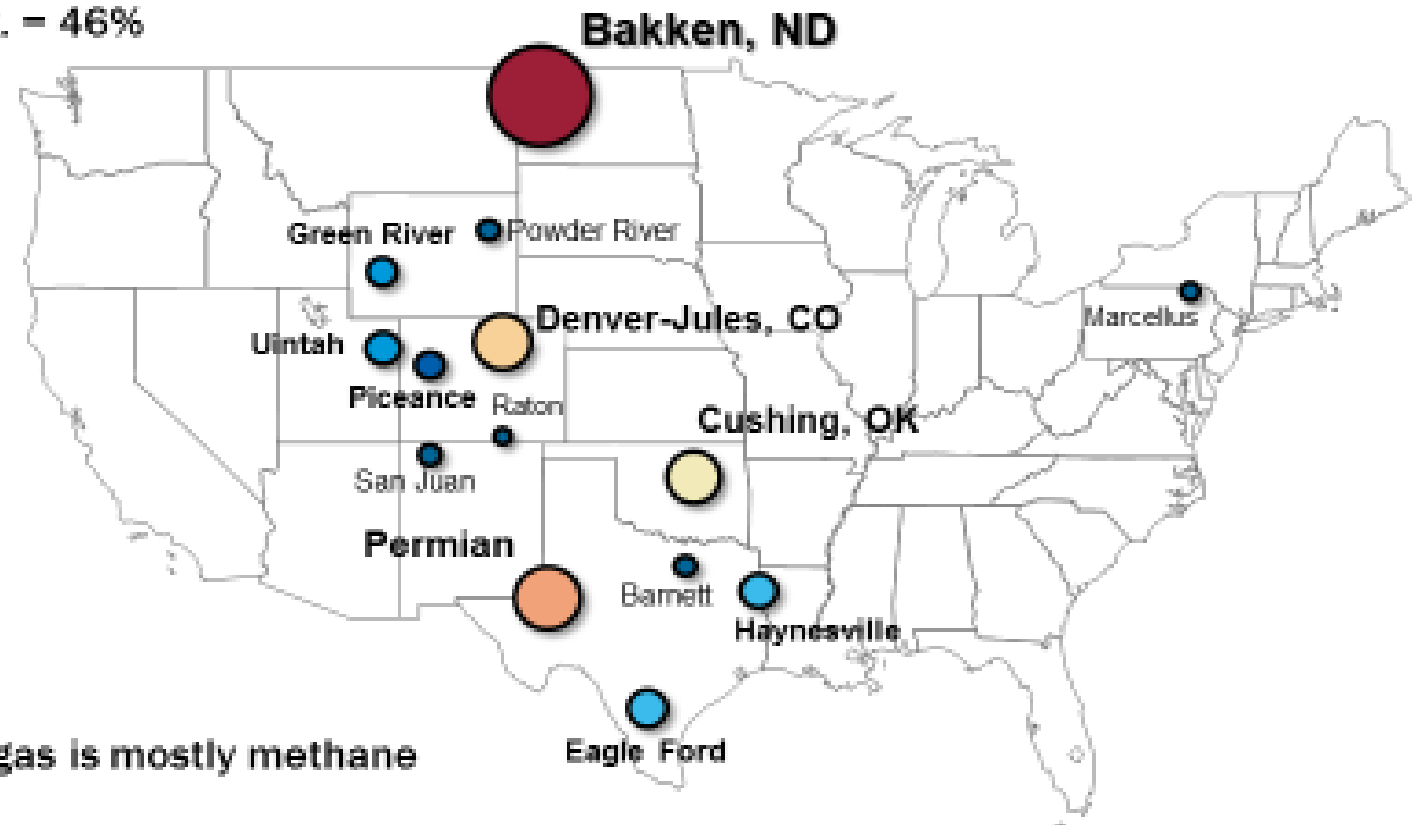 . – 46%
Bakken, ND
Green River
Powder River
Denver-Jules, CO
Uintah
Piceance
Raton
Cushing, OK
San Juan
Marcellus
Permian
Barnett
Haynesville
Eagle Ford
gas is mostly methane